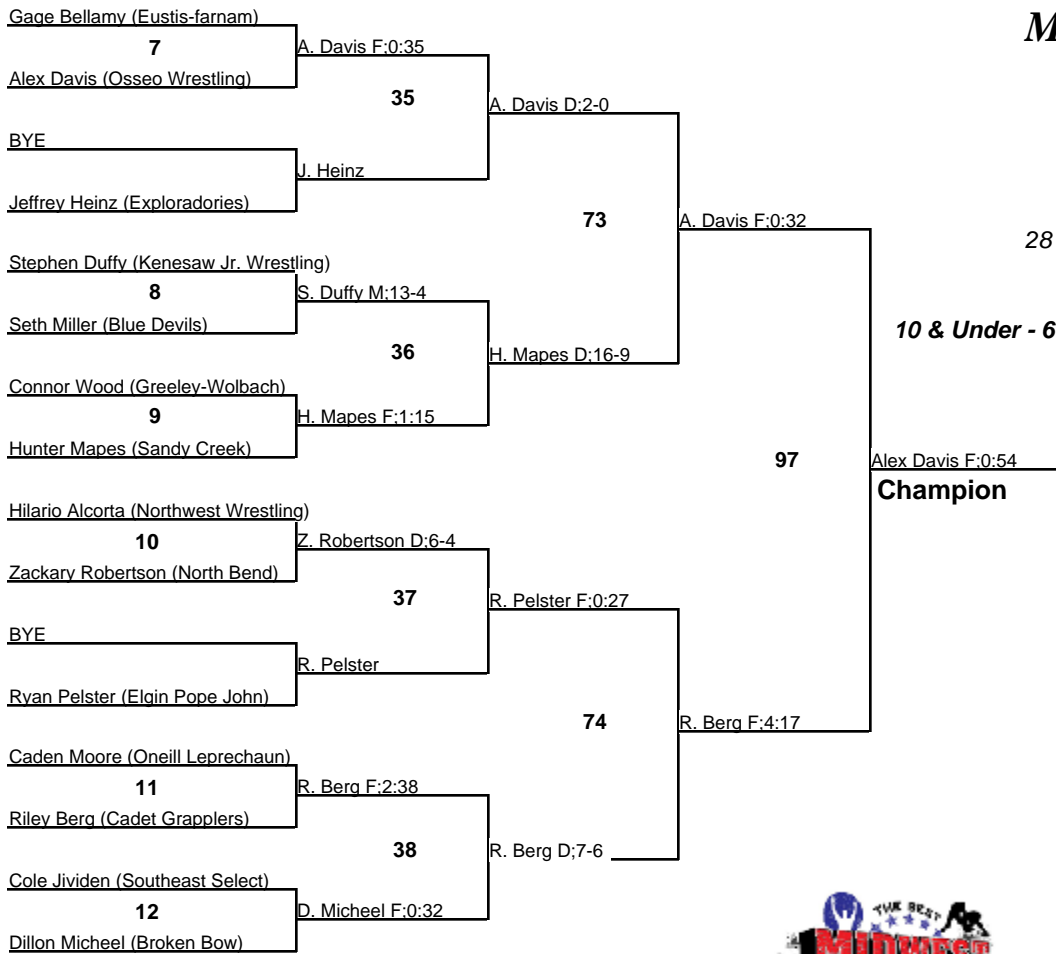 Gage Bellamy (Eustis-farnam)
7
Alex Davis (Osseo Wrestling)
A. Davis F;0:35
35
BYE
J. Heinz
Jeffrey Heinz (Exploradories)
A. Davis D;2-0
73
Stephen Duffy (Kenesaw Jr. Wrestling)
8
Seth Miller (Blue Devils)
S. Duffy M;13-4
36
Connor Wood (Greeley-Wolbach)
9
Hunter Mapes (Sandy Creek)
H. Mapes F;1:15
H. Mapes D;16-9
A. Davis F;0:32
97
Hilario Alcorta (Northwest Wrestling)
10
Zackary Robertson (North Bend)
Z. Robertson D;6-4
37
BYE
R. Pelster
Ryan Pelster (Elgin Pope John)
R. Pelster F;0:27
74
Caden Moore (Oneill Leprechaun)
11
Riley Berg (Cadet Grapplers)
R. Berg F;2:38
38
Cole Jividen (Southeast Select)
12
Dillon Micheel (Broken Bow)
D. Micheel F;0:32
R. Berg D;7-6
R. Berg F;4:17
Alex Davis F;0:54
Champion
M
28
10 & Under - 6
THE BEST
MIDWEST